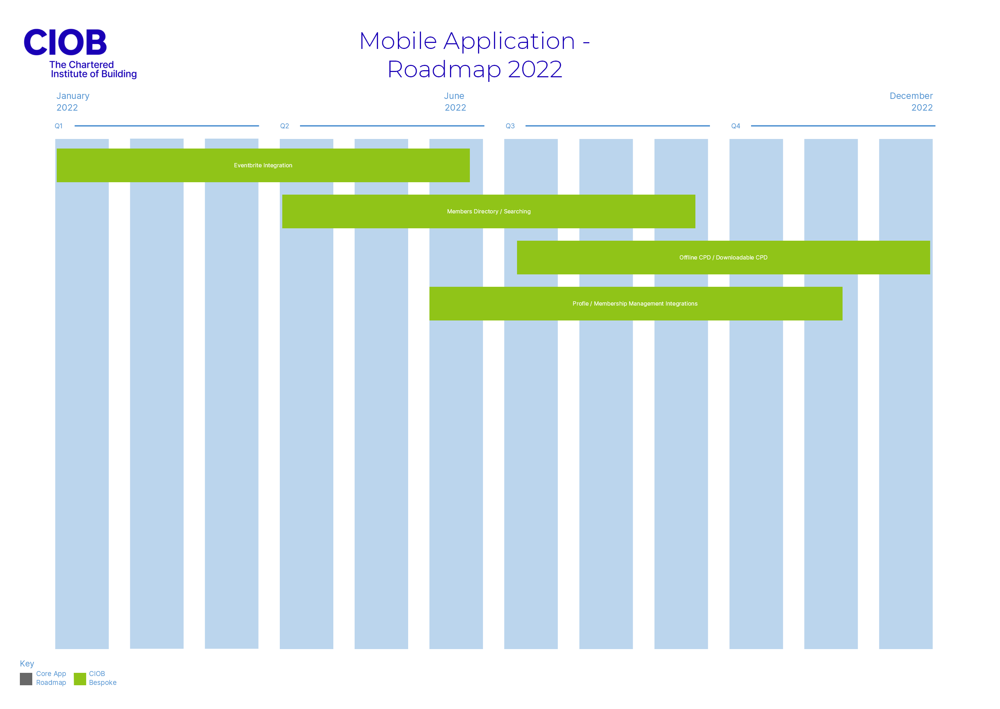 CIOB
The Chartered
Institute of Building
Mobile Application -
Roadmap 2022
January
2022
June
2022
December
2022
Q1
Q2
Q3
Q4
Eventbrite Integration
Members Directory / Searching
Offline CPD / Downloadable CPD
Profle / Membership Management Integrations
Key
Core App
Roadmap
CIOB
Bespoke